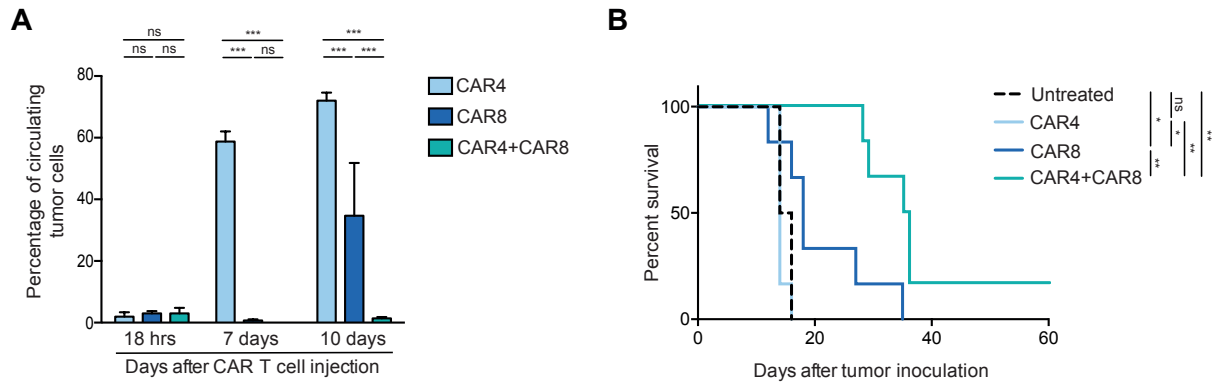 A
ns
***
***
ns
ns
***
ns
***
***
Percentage of circulating
tumor cells
80
60
40
20
0
18 hrs
7 days
10 days
Days after CAR T cell injection
CAR4
CAR8
CAR4+CAR8
B
Percent survival
100
50
0
0
20
40
60
Days after tumor inoculation
Untreated
CAR4
CAR8
CAR4+CAR8
*
**
ns
*
**
**